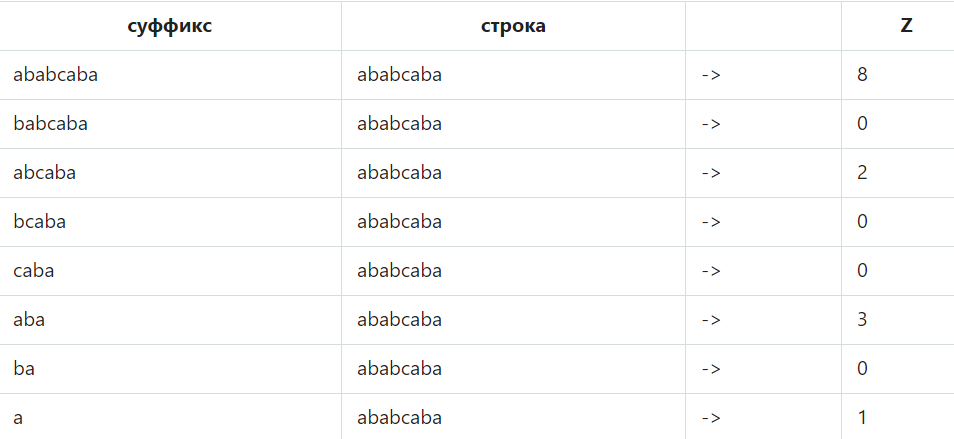 суффикс строка Z
ababcaba ababcaba -> 8
babcaba ababcaba -> 0
abcaba ababcaba -> 2
bcaba ababcaba -> 0
caba ababcaba -> 0
aba ababcaba -> 3
ba ababcaba -> 0
a ababcaba -> 1